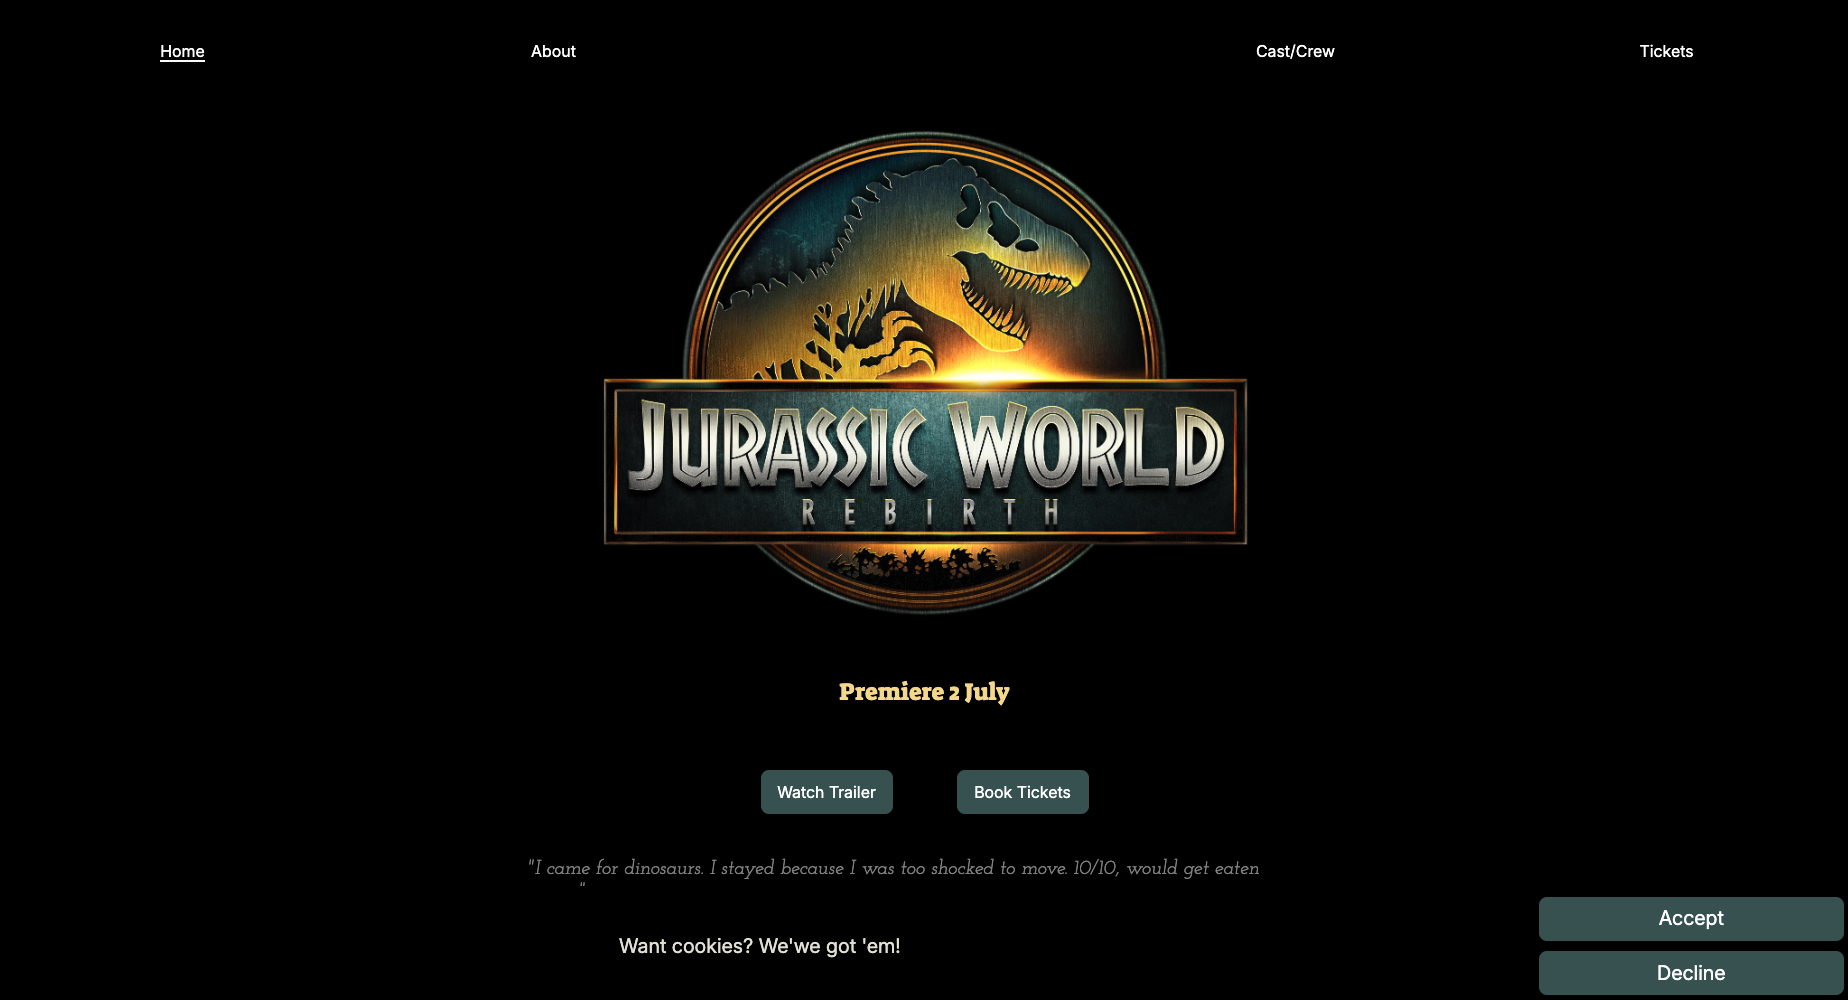 Home
About
Cast/Crew
Tickets
JURASSIC WORLD
REBIRTH
Premiere 2 July
Watch Trailer
Book Tickets
"I came for dinosaurs. I stayed because I was too shocked to move. 10/10, would get eaten
"
Want cookies? We'we got 'em!
Accept
Decline